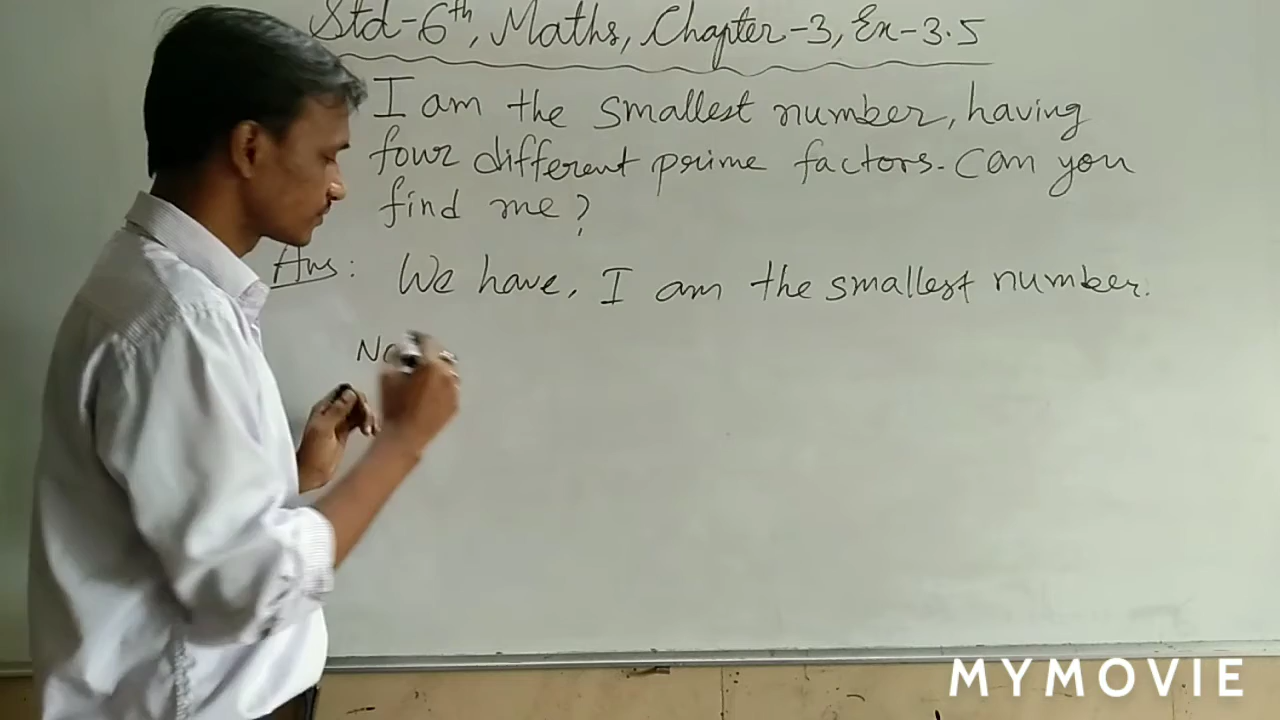 Std-6th, Maths, Chapter-3, Ex-3.5
I am the smallest number, having
four different prime factors. Can you
find me?
Ans: We have, I am the smallest number.
No
MYMOVIE